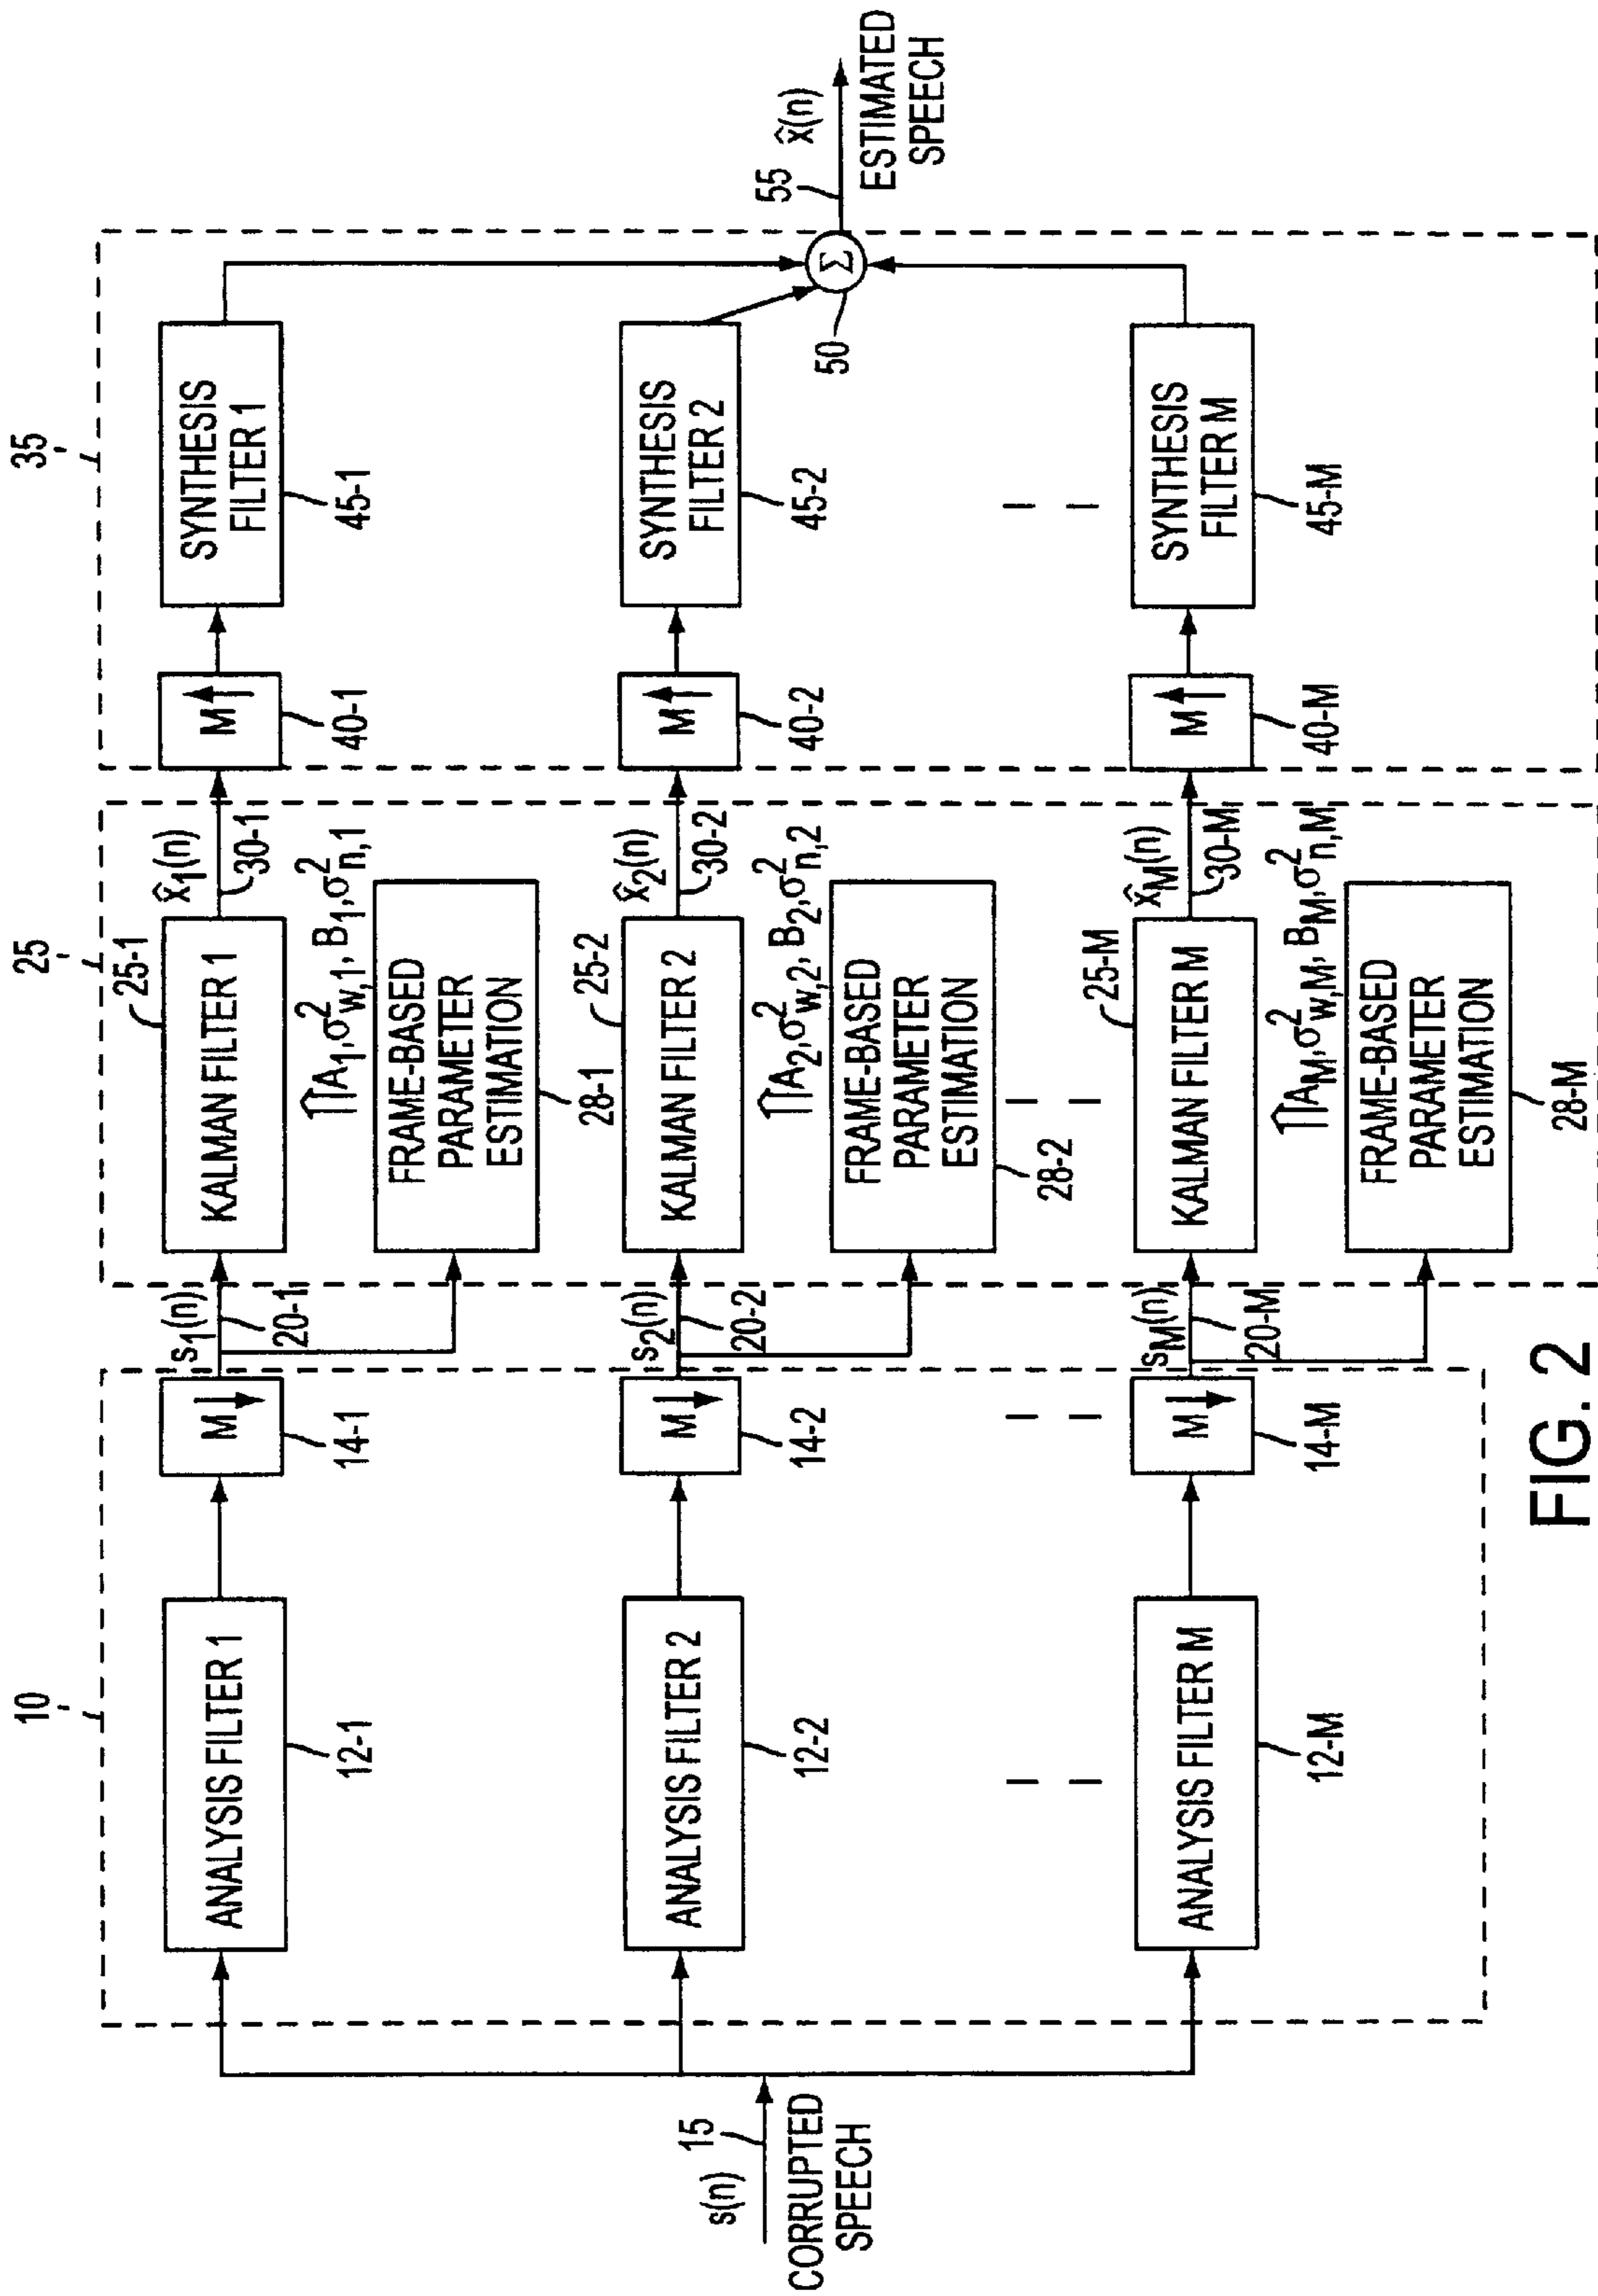 10
25
35
ANALYSIS FILTER 1
12-1
M
14-1
s₁(n)
20-1
25-1
KALMAN FILTER 1
x̂₁(n)
30-1
⇑A₁,σ²w,1, B₁,σ²n,1
FRAME-BASED
PARAMETER
ESTIMATION
28-1
M
40-1
SYNTHESIS
FILTER 1
45-1
s(n)
15
CORRUPTED
SPEECH
ANALYSIS FILTER 2
12-2
M
14-2
s₂(n)
20-2
25-2
KALMAN FILTER 2
x̂₂(n)
30-2
⇑A₂,σ²w,2, B₂,σ²n,2
FRAME-BASED
PARAMETER
ESTIMATION
28-2
M
40-2
SYNTHESIS
FILTER 2
45-2
Σ
50
55
x̂(n)
ESTIMATED
SPEECH
ANALYSIS FILTER M
12-M
M
14-M
sM(n)
20-M
25-M
KALMAN FILTER M
x̂M(n)
30-M
⇑AM,σ²w,M, BM,σ²n,M
FRAME-BASED
PARAMETER
ESTIMATION
28-M
M
40-M
SYNTHESIS
FILTER M
45-M
FIG. 2